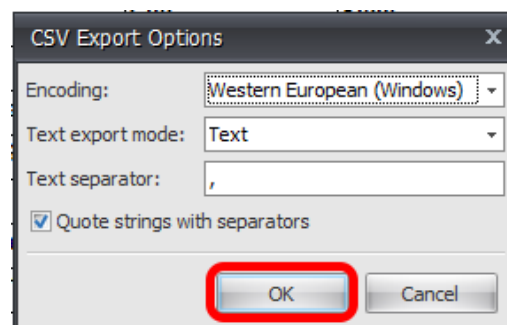 CSV Export Options x
Encoding: Western European (Windows)
Text export mode: Text
Text separator: ,
Quote strings with separators
OK Cancel